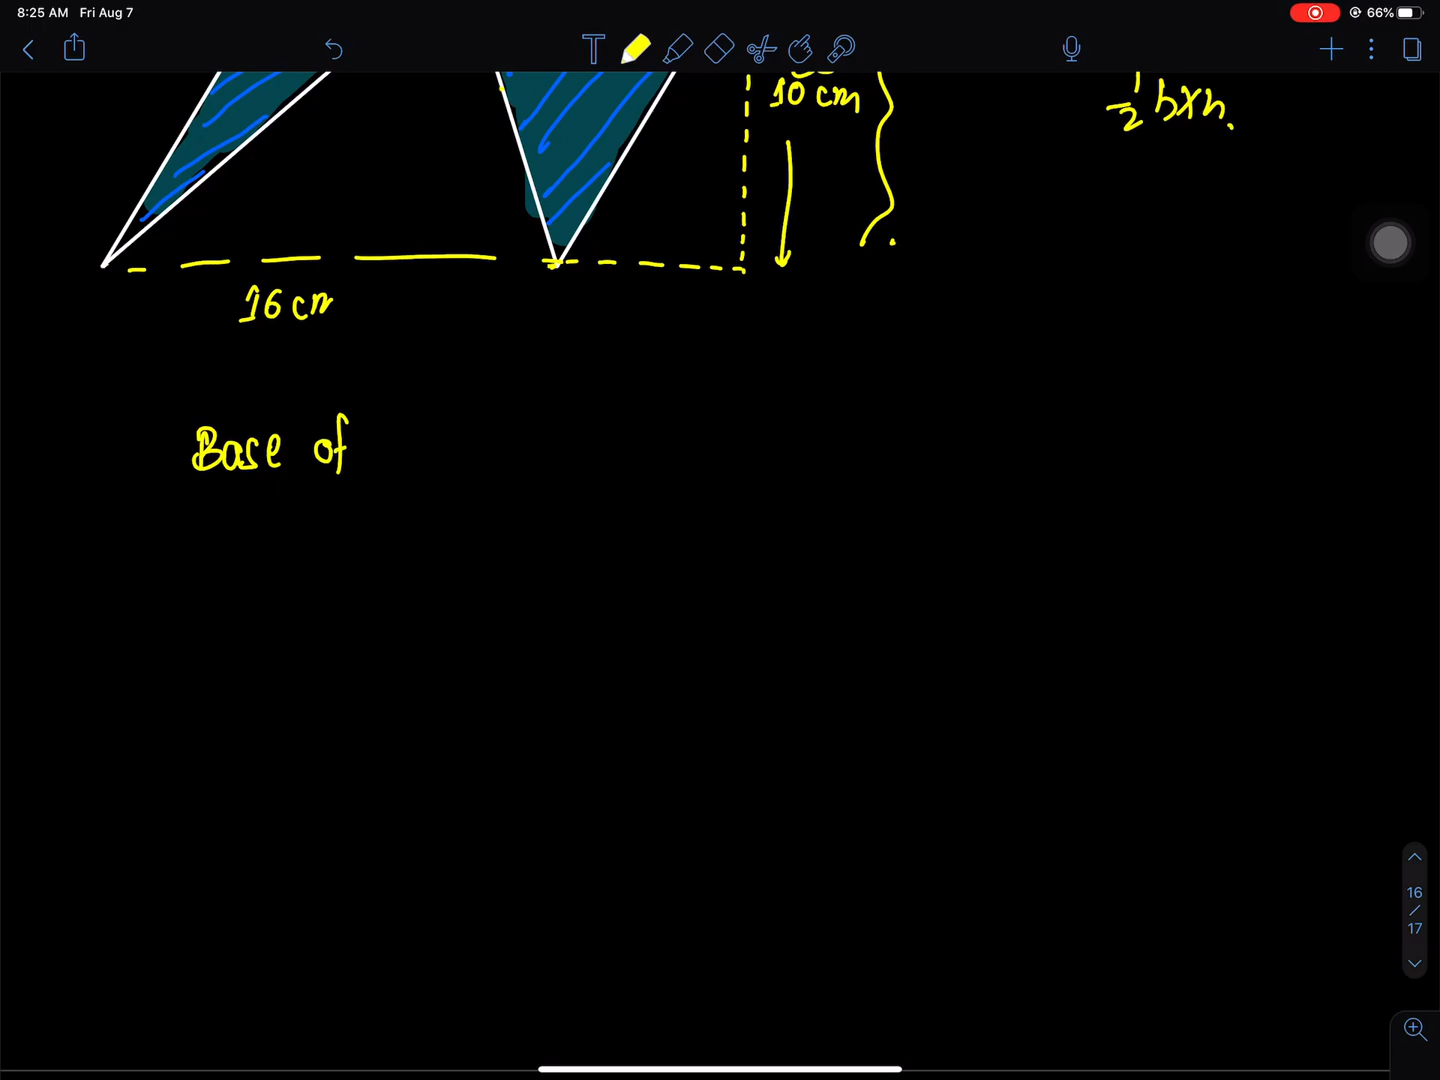 8:25 AM Fri Aug 7
66%
10 cm
1/2 b×h.
16 cm
Base of
16
/
17